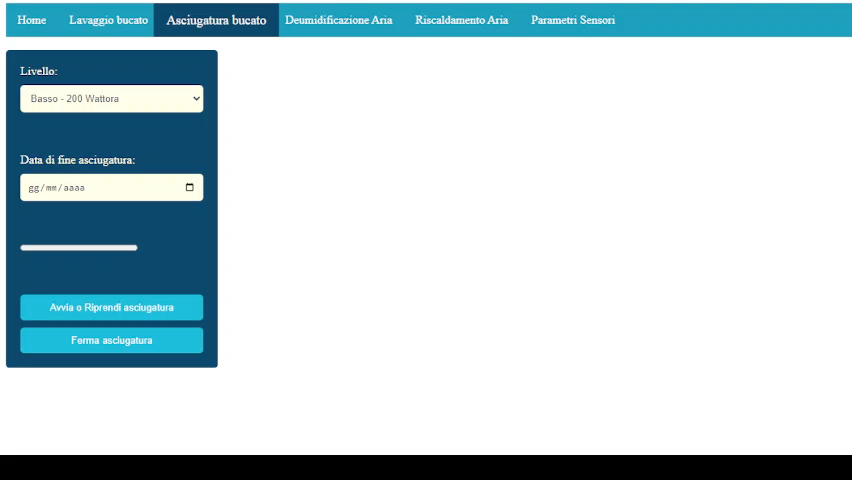 Home Lavaggio bucato Asciugatura bucato Deumidificazione Aria Riscaldamento Aria Parametri Sensori
Livello:
Basso - 200 Wattora
Data di fine asciugatura:
gg/mm/aaaa
Avvia o Riprendi asciugatura
Ferma asciugatura